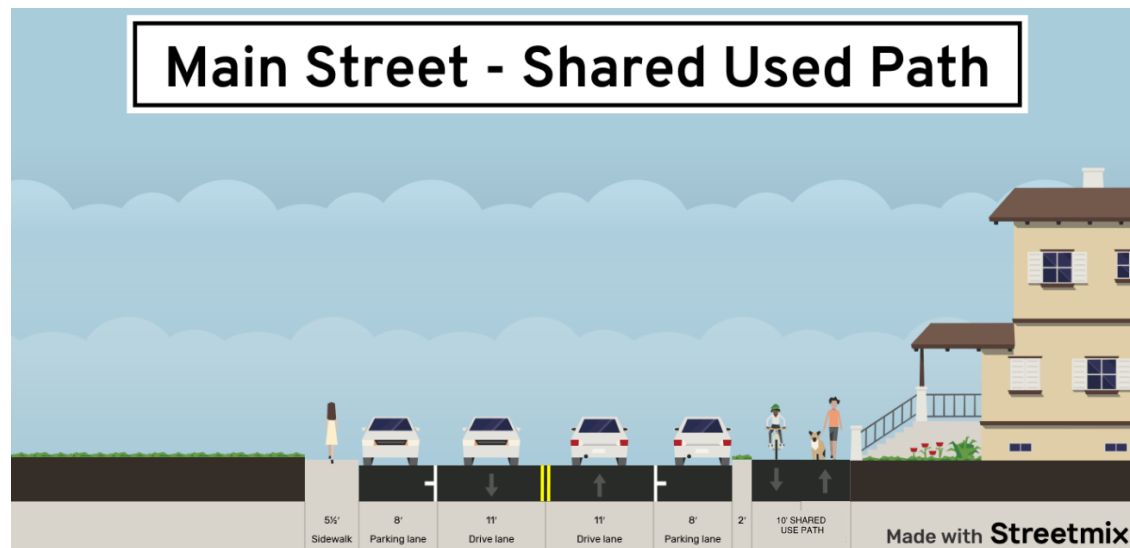 Main Street - Shared Used Path
5½' 8' 11' 11' 8' 2' 10' SHARED
USE PATH
Sidewalk Parking lane Drive lane Drive lane Parking lane
Made with Streetmix